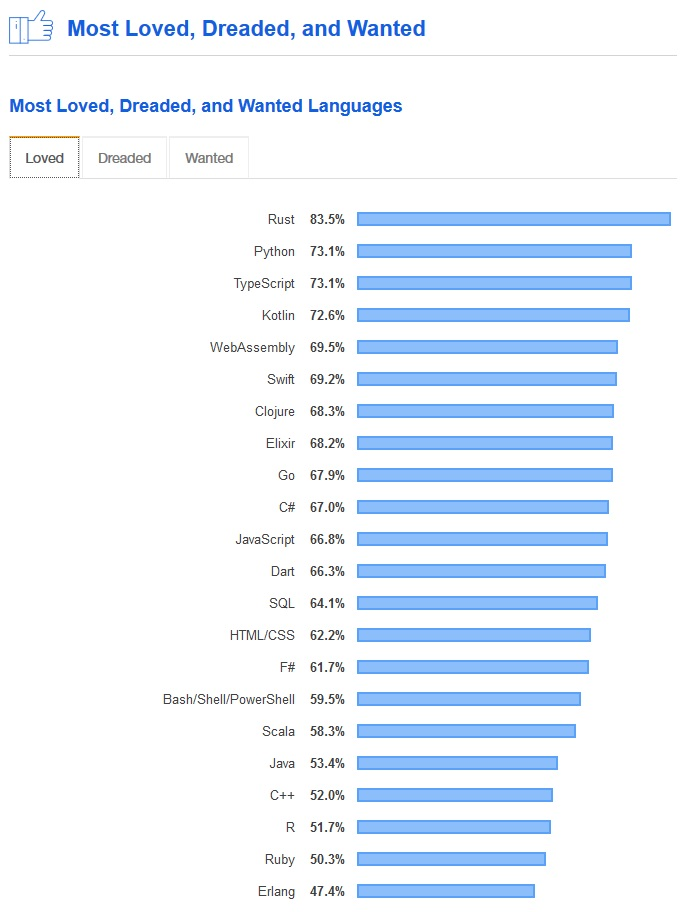 Most Loved, Dreaded, and Wanted
Most Loved, Dreaded, and Wanted Languages
Loved Dreaded Wanted
Rust 83.5%
Python 73.1%
TypeScript 73.1%
Kotlin 72.6%
WebAssembly 69.5%
Swift 69.2%
Clojure 68.3%
Elixir 68.2%
Go 67.9%
C# 67.0%
JavaScript 66.8%
Dart 66.3%
SQL 64.1%
HTML/CSS 62.2%
F# 61.7%
Bash/Shell/PowerShell 59.5%
Scala 58.3%
Java 53.4%
C++ 52.0%
R 51.7%
Ruby 50.3%
Erlang 47.4%